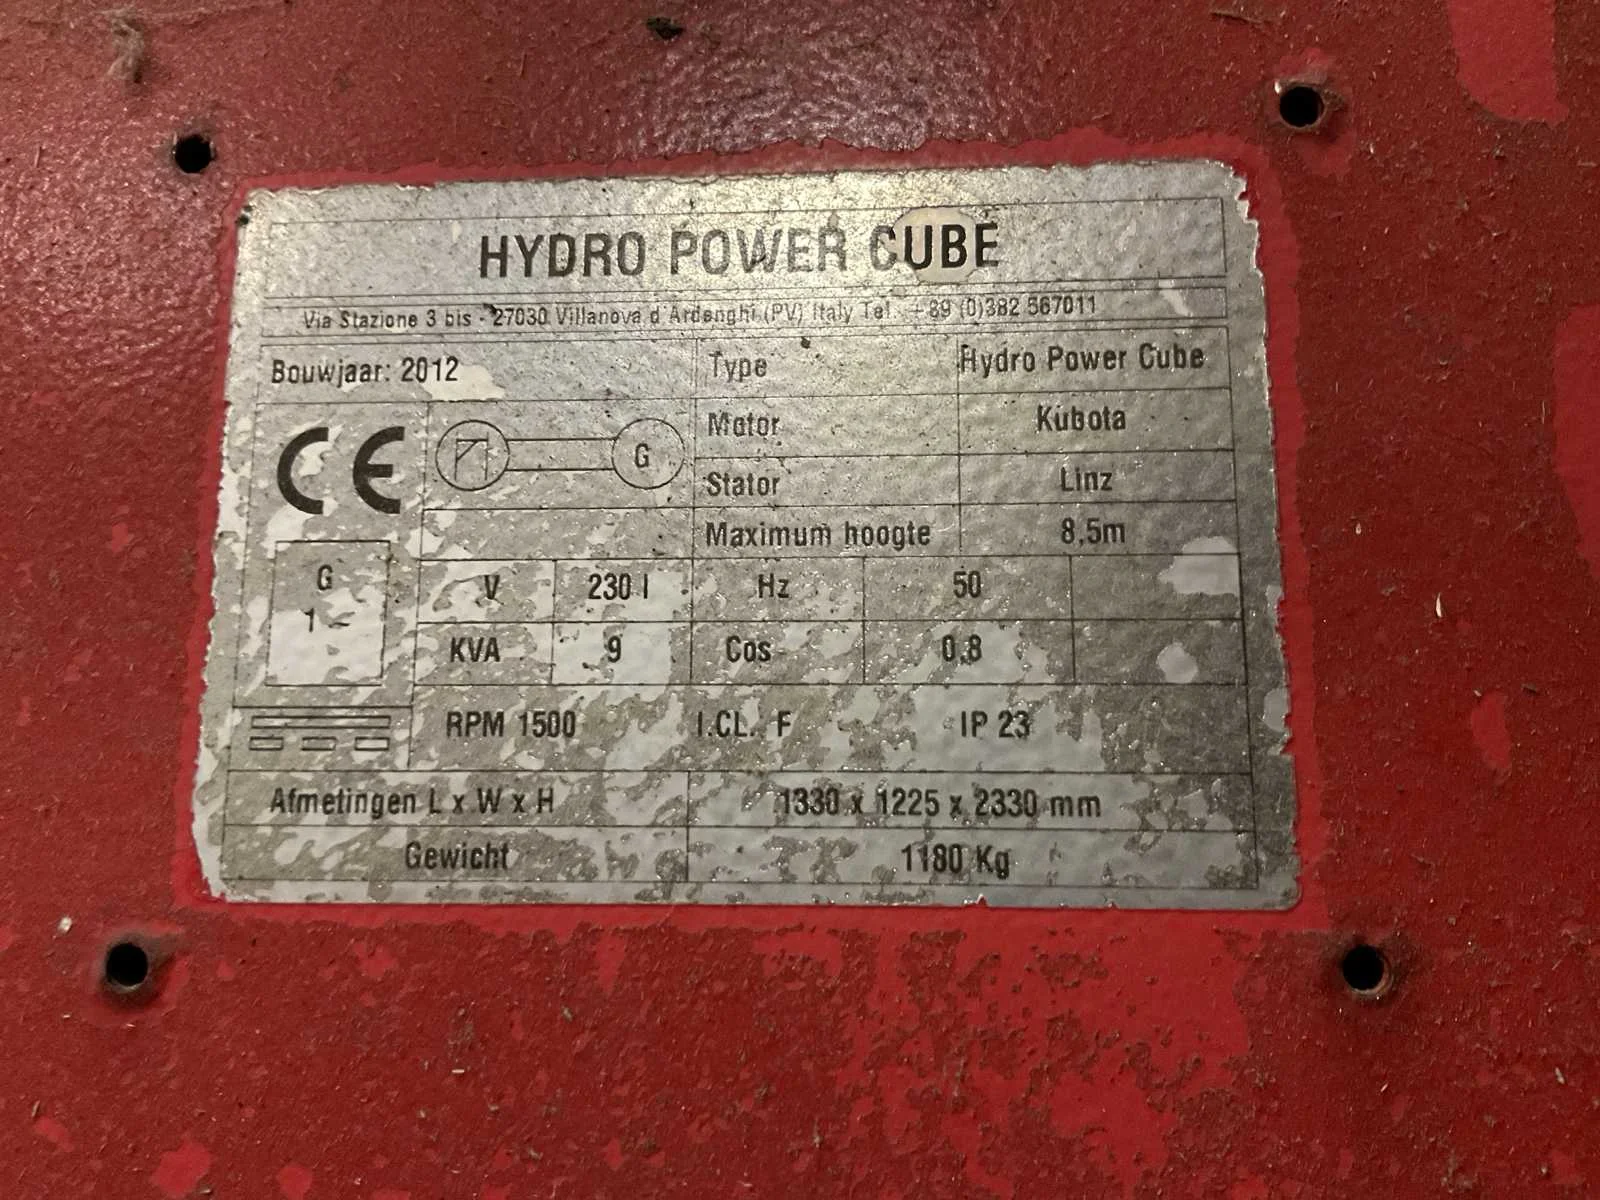 HYDRO POWER CUBE
Via Stazione 3 bis - 27030 Villanova d'Ardenghi (PV) Italy Tel. +39 (0)382 567011
Bouwjaar: 2012
Type Hydro Power Cube
CE
G
Motor Kubota
Stator Linz
Maximum hoogte 8,5m
G
1 ~
V 230 I Hz 50
KVA 9 Cos 0.8
RPM 1500 I.CL. F IP 23
Afmetingen L x W x H 1330 x 1225 x 2330 mm
Gewicht 1180 Kg